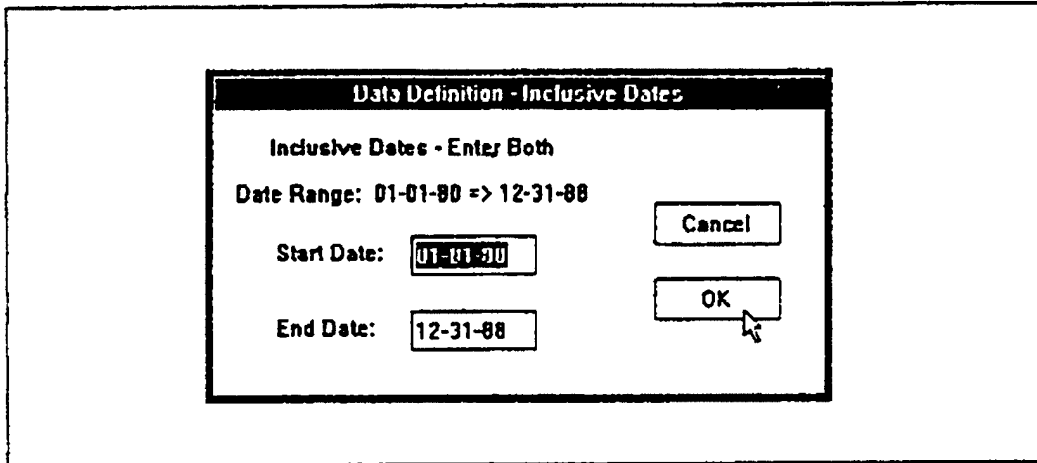 Data Definition - Inclusive Dates
Inclusive Dates - Enter Both
Date Range: 01-01-80 => 12-31-88
Start Date: 01-01-80
End Date: 12-31-88
Cancel
OK